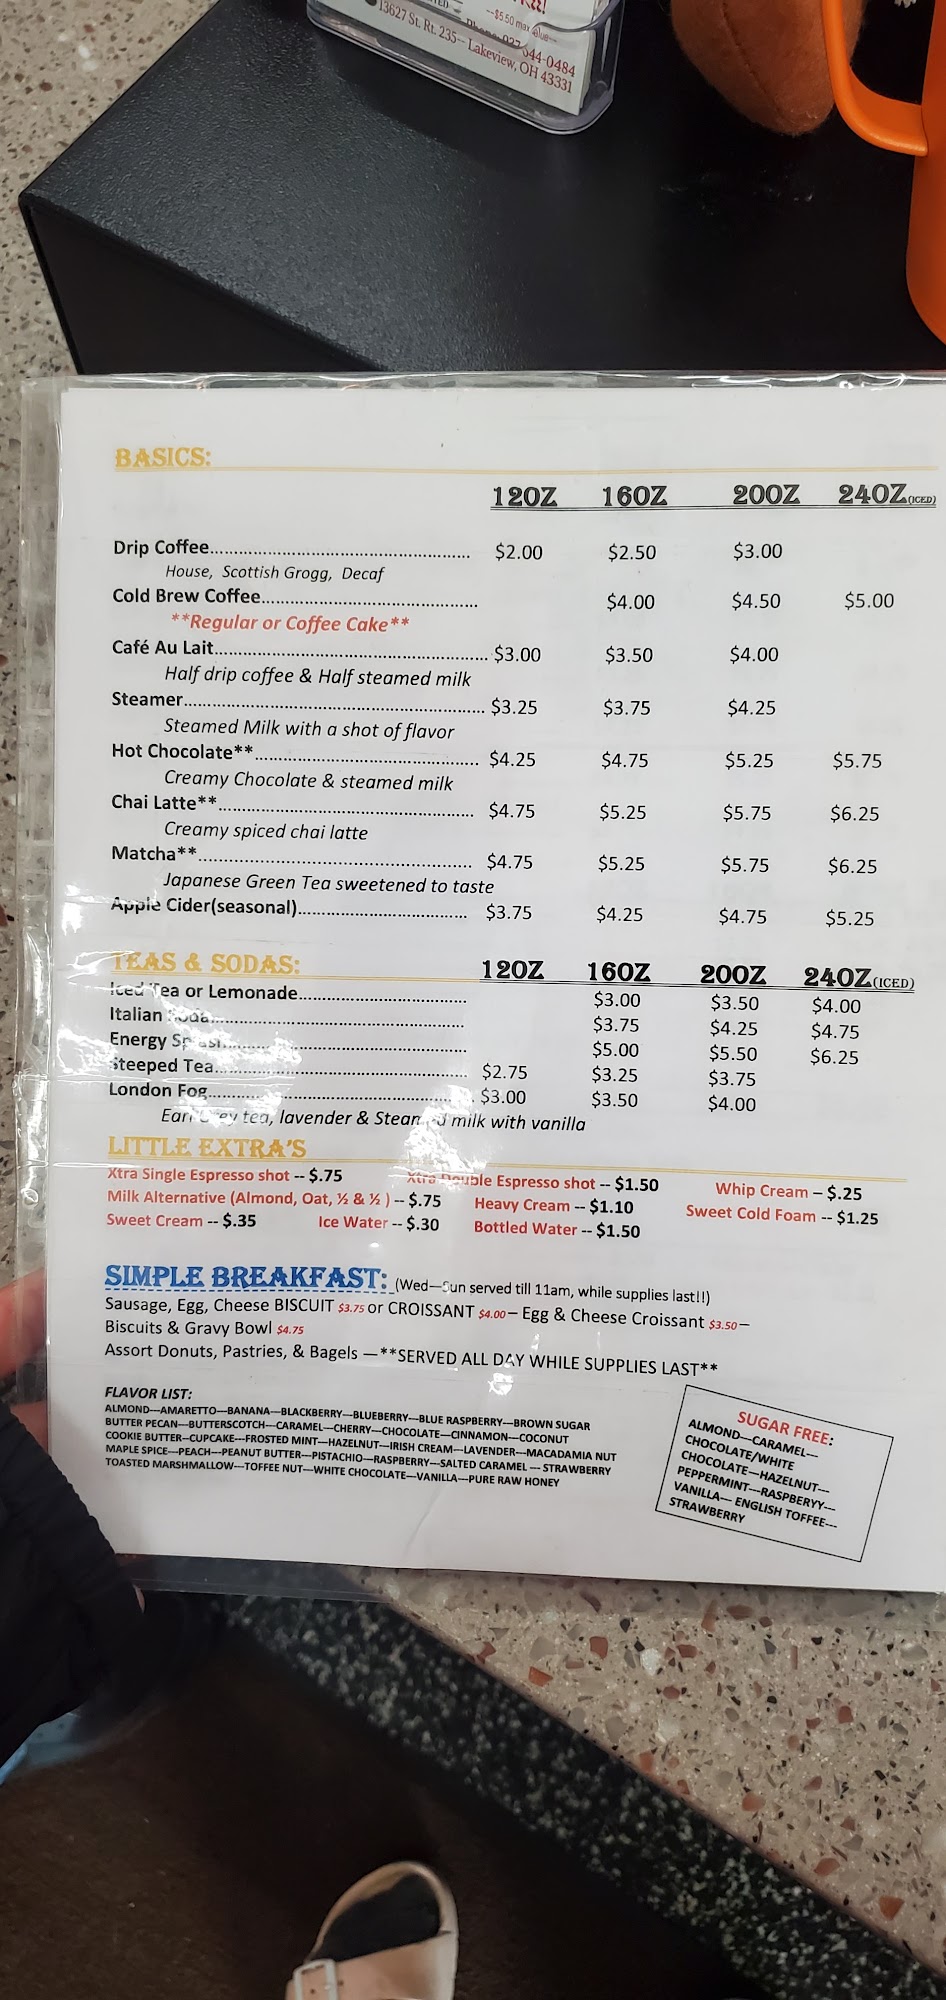 --$5.50 max value--
13627 St. Rt. 235-- Lakeview, OH 43331
BASICS:
12OZ 16OZ 20OZ 24OZ(ICED)
Drip Coffee $2.00 $2.50 $3.00
House, Scottish Grogg, Decaf
Cold Brew Coffee $4.00 $4.50 $5.00
**Regular or Coffee Cake**
Café Au Lait $3.00 $3.50 $4.00
Half drip coffee & Half steamed milk
Steamer $3.25 $3.75 $4.25
Steamed Milk with a shot of flavor
Hot Chocolate** $4.25 $4.75 $5.25 $5.75
Creamy Chocolate & steamed milk
Chai Latte** $4.75 $5.25 $5.75 $6.25
Creamy spiced chai latte
Matcha** $4.75 $5.25 $5.75 $6.25
Japanese Green Tea sweetened to taste
Apple Cider(seasonal) $3.75 $4.25 $4.75 $5.25
TEAS & SODAS: 12OZ 16OZ 20OZ 24OZ(ICED)
Iced Tea or Lemonade $3.00 $3.50 $4.00
Italian Soda $3.75 $4.25 $4.75
Energy Splash $5.00 $5.50 $6.25
Steeped Tea $2.75 $3.25 $3.75
London Fog $3.00 $3.50 $4.00
Earl Grey tea, lavender & Steamed milk with vanilla
LITTLE EXTRA'S
Xtra Single Espresso shot -- $.75 Xtra Double Espresso shot -- $1.50 Whip Cream – $.25
Milk Alternative (Almond, Oat, ½ & ½ ) -- $.75 Heavy Cream -- $1.10 Sweet Cold Foam -- $1.25
Sweet Cream -- $.35 Ice Water -- $.30 Bottled Water -- $1.50
SIMPLE BREAKFAST: (Wed—Sun served till 11am, while supplies last!!)
Sausage, Egg, Cheese BISCUIT $3.75 or CROISSANT $4.00 – Egg & Cheese Croissant $3.50 –
Biscuits & Gravy Bowl $4.75
Assort Donuts, Pastries, & Bagels —**SERVED ALL DAY WHILE SUPPLIES LAST**
FLAVOR LIST:
ALMOND---AMARETTO---BANANA---BLACKBERRY---BLUEBERRY---BLUE RASPBERRY---BROWN SUGAR
BUTTER PECAN---BUTTERSCOTCH---CARAMEL---CHERRY---CHOCOLATE---CINNAMON---COCONUT
COOKIE BUTTER--CUPCAKE---FROSTED MINT---HAZELNUT---IRISH CREAM---LAVENDER---MACADAMIA NUT
MAPLE SPICE---PEACH---PEANUT BUTTER---PISTACHIO---RASPBERRY---SALTED CARAMEL --- STRAWBERRY
TOASTED MARSHMALLOW---TOFFEE NUT---WHITE CHOCOLATE---VANILLA---PURE RAW HONEY
SUGAR FREE:
ALMOND---CARAMEL---
CHOCOLATE/WHITE
CHOCOLATE---HAZELNUT---
PEPPERMINT---RASPBERYY---
VANILLA--- ENGLISH TOFFEE---
STRAWBERRY